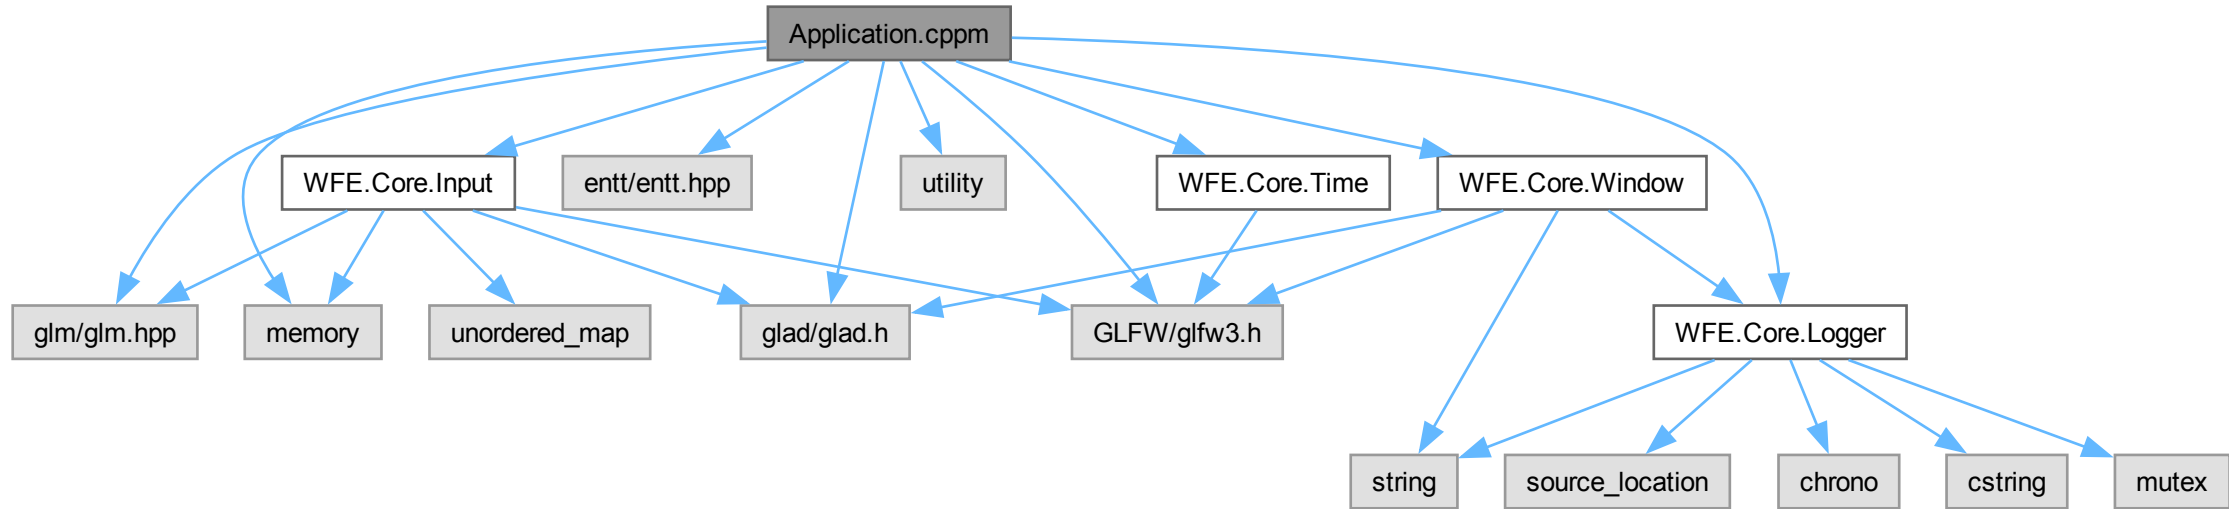 Application.cppm
WFE.Core.Input
entt/entt.hpp
utility
WFE.Core.Time
WFE.Core.Window
glm/glm.hpp
memory
unordered_map
glad/glad.h
GLFW/glfw3.h
WFE.Core.Logger
string
source_location
chrono
cstring
mutex